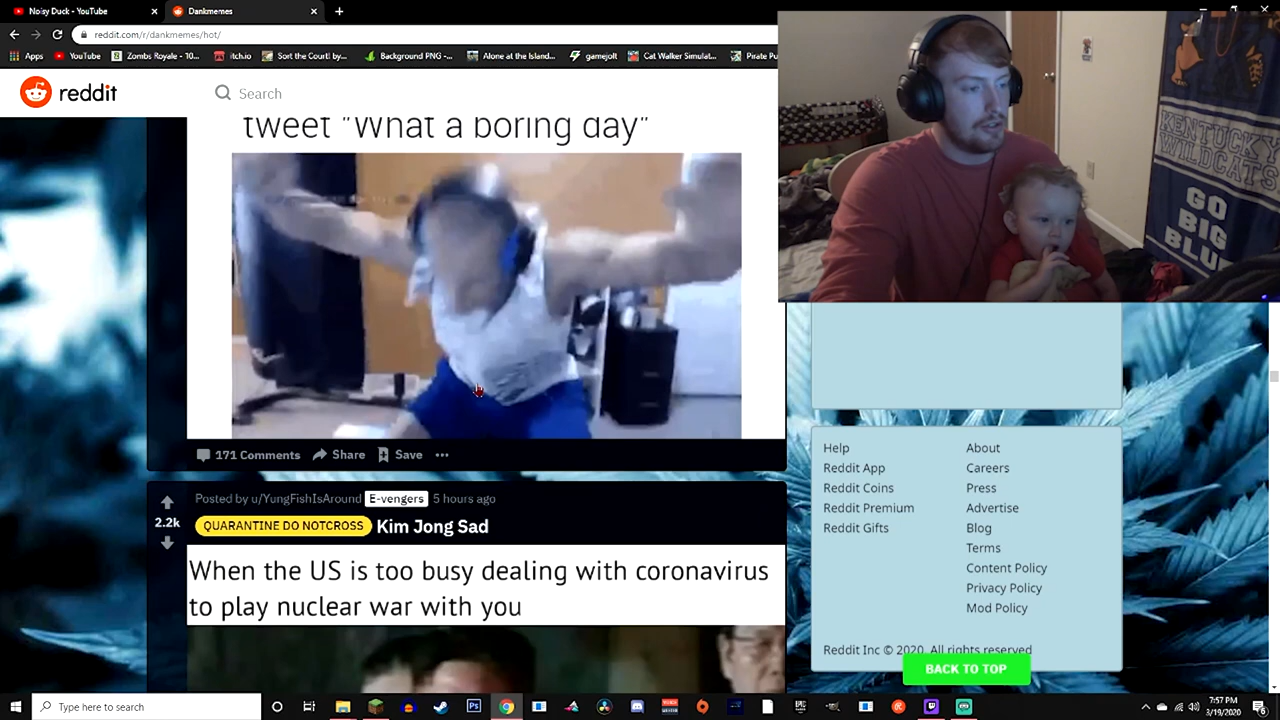 Noisy Duck - YouTube
Dankmemes
reddit.com/r/dankmemes/hot/
Apps
YouTube
Zombs Royale - 10...
itch.io
Sort the Court! by...
Background PNG -...
Alone at the Island...
gamejolt
Cat Walker Simulat...
Pirate Pu
reddit
Search
tweet "What a boring day"
171 Comments
Share
Save
Posted by u/YungFishIsAround
E-vengers
5 hours ago
2.2k
QUARANTINE DO NOTCROSS
Kim Jong Sad
When the US is too busy dealing with coronavirus
to play nuclear war with you
KENTUCKY
WILDCATS
GO
BIG
BLUE
Help
About
Reddit App
Careers
Reddit Coins
Press
Reddit Premium
Advertise
Reddit Gifts
Blog
Terms
Content Policy
Privacy Policy
Mod Policy
Reddit Inc © 2020. All rights reserved
BACK TO TOP
Type here to search
7:57 PM
3/19/2020